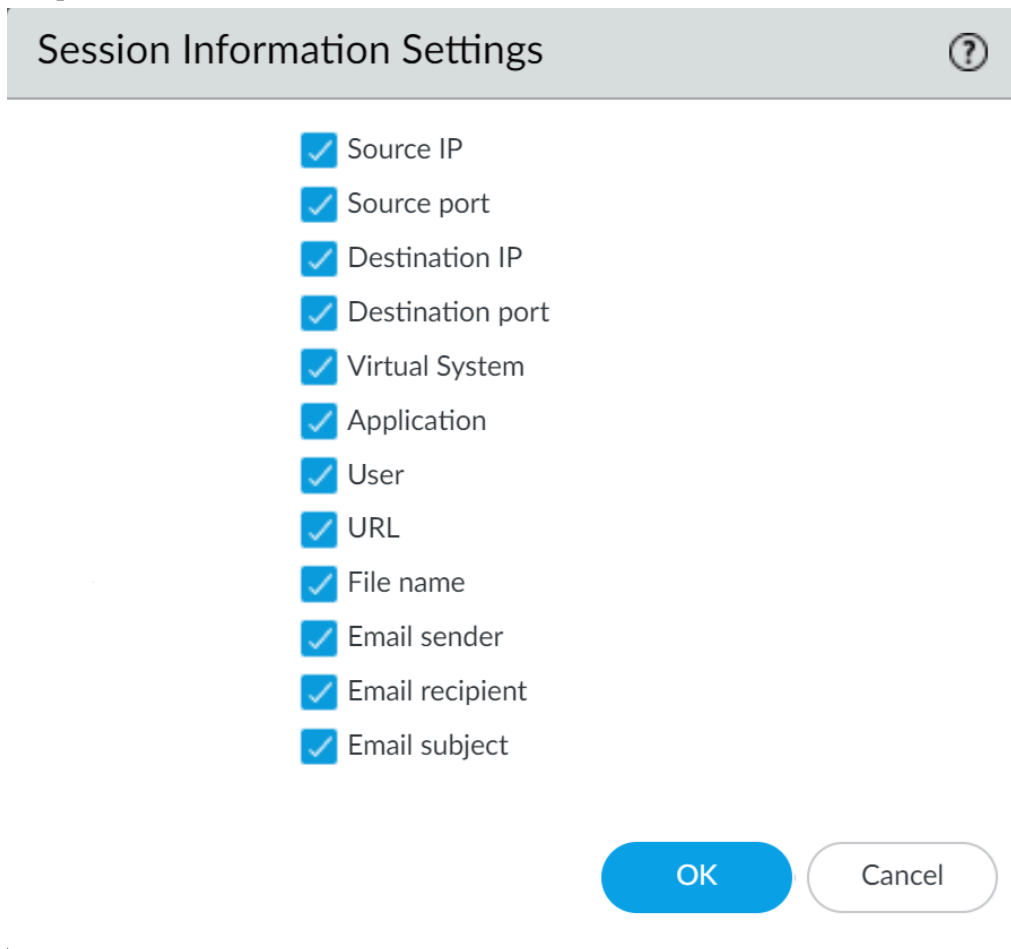 Session Information Settings
?
Source IP
Source port
Destination IP
Destination port
Virtual System
Application
User
URL
File name
Email sender
Email recipient
Email subject
OK
Cancel